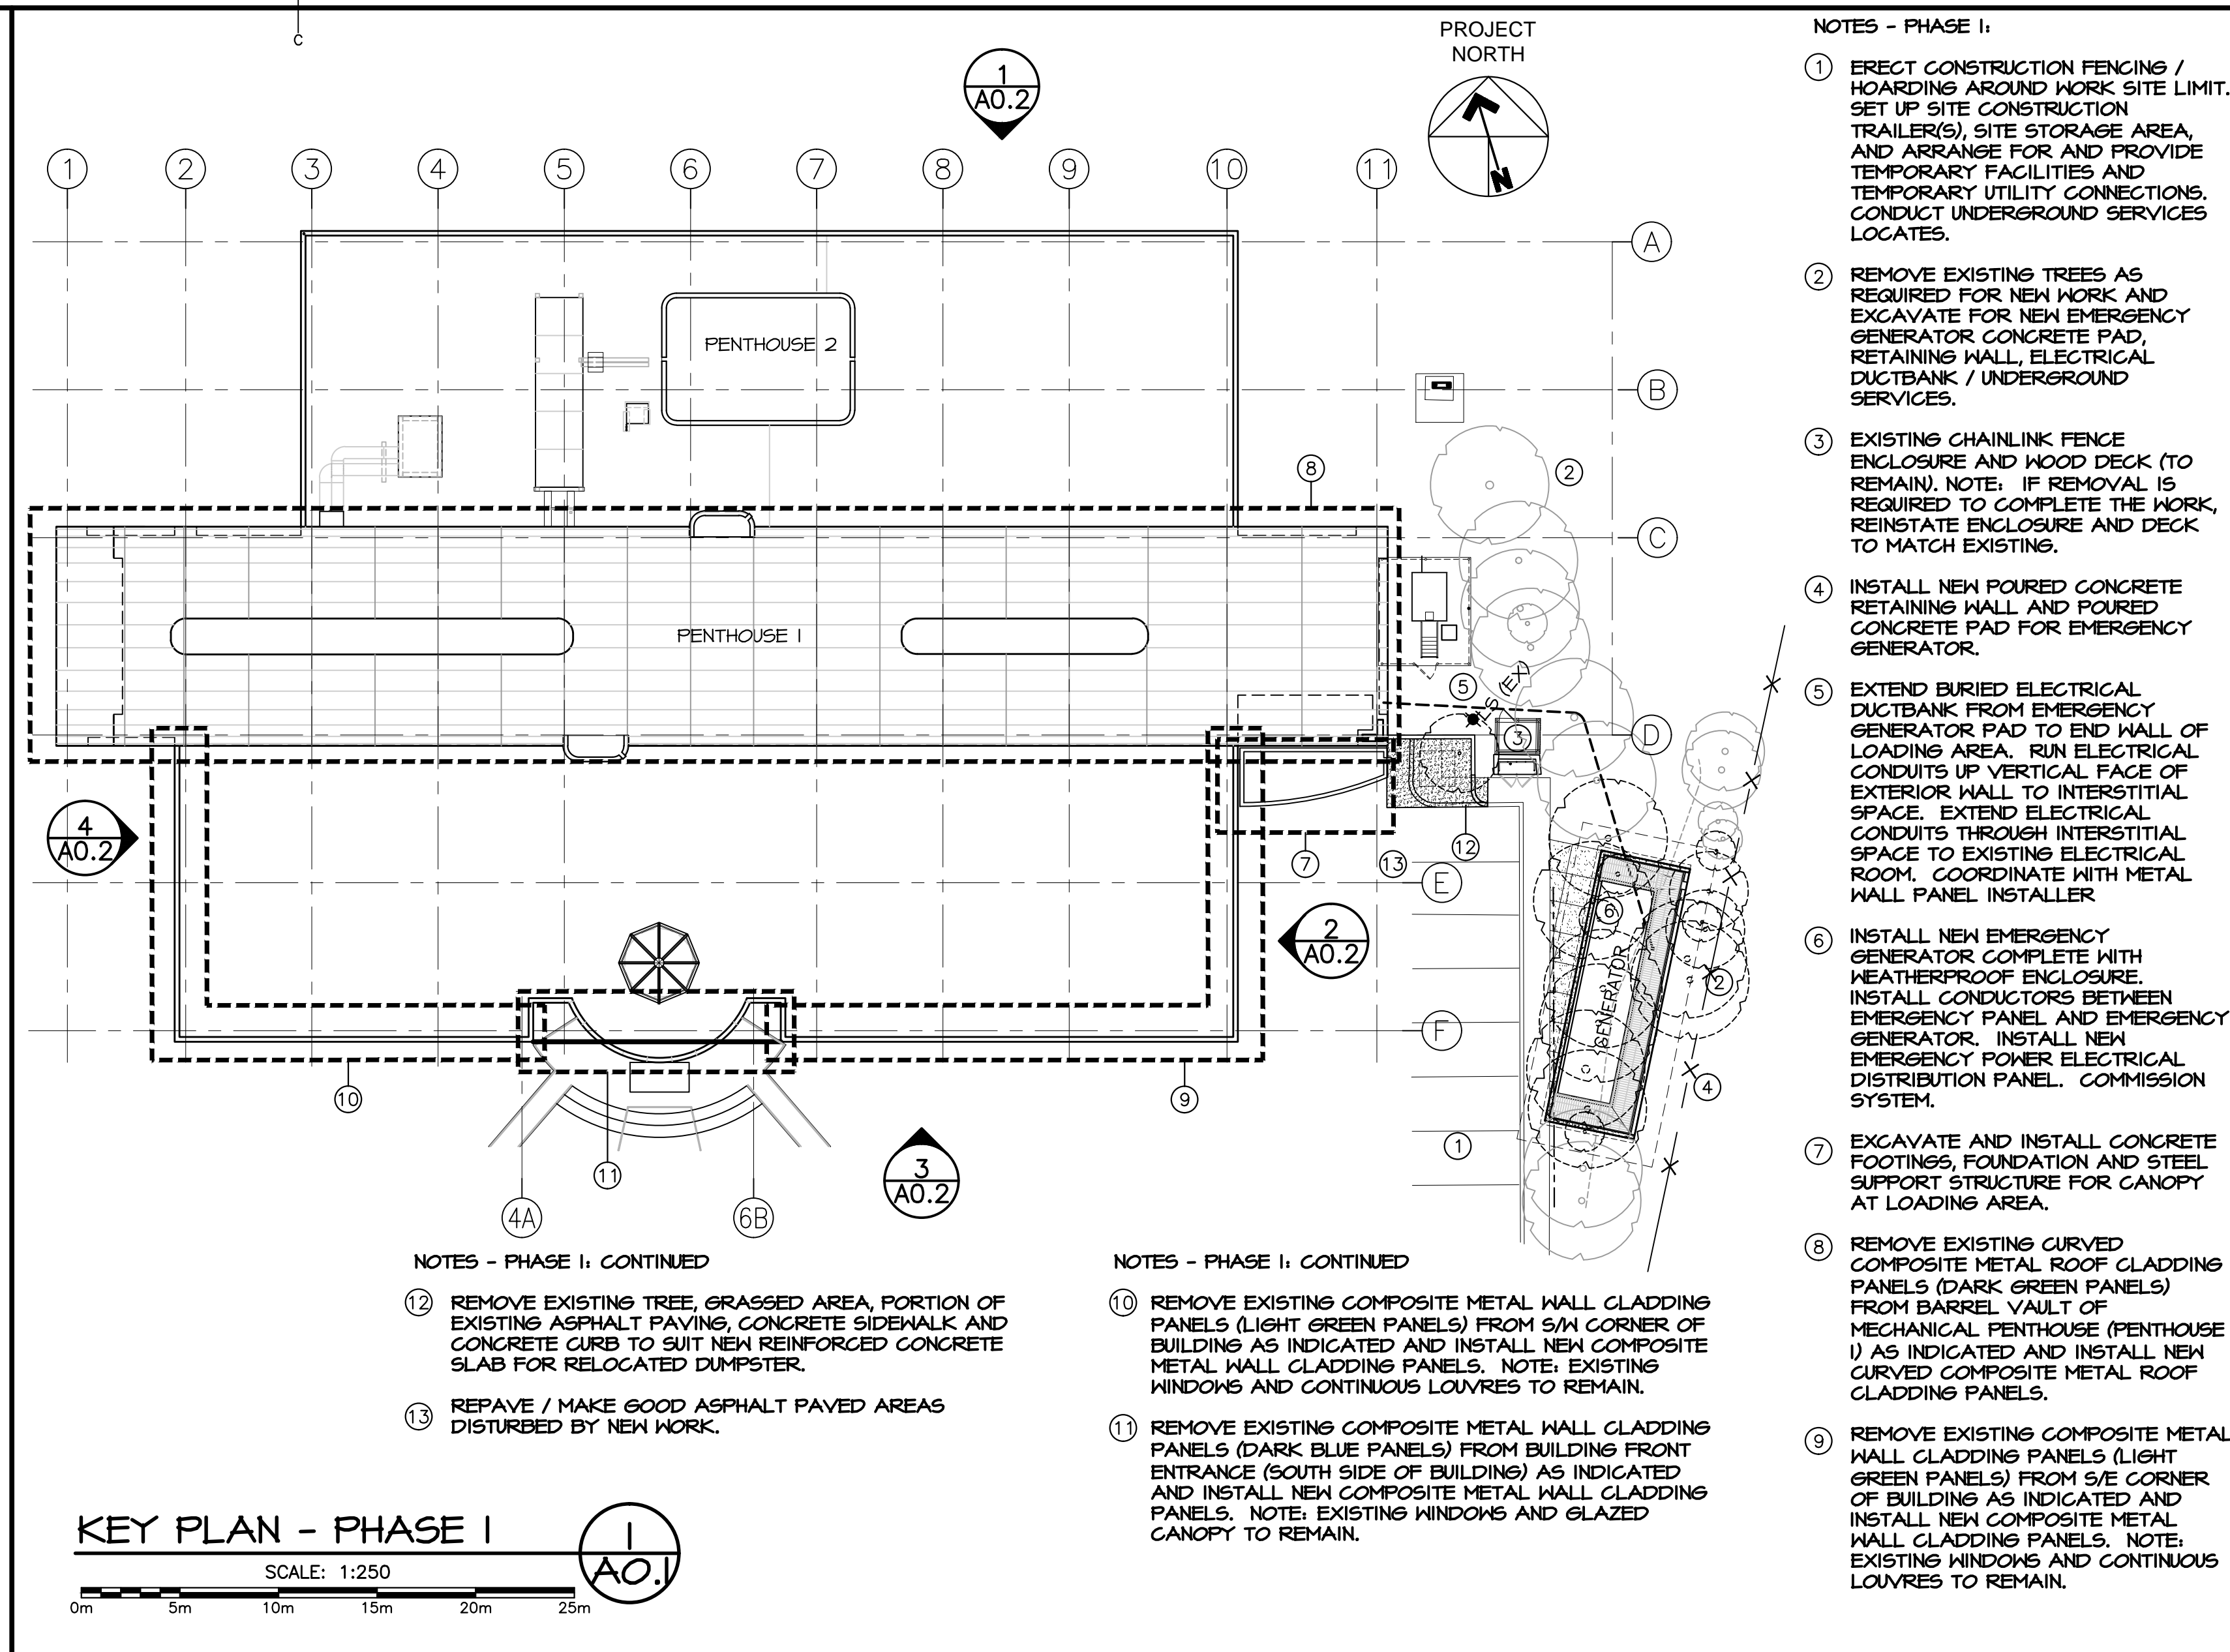 C
PROJECT
NORTH
N
1
A0.2
1
2
3
4
5
6
7
8
9
10
11
A
B
C
D
E
F
PENTHOUSE 2
PENTHOUSE 1
8
2
5
LS (EX)
3
12
7
13
6
GENERATOR
2
4
1
4
A0.2
2
A0.2
3
A0.2
10
9
11
4A
6B
NOTES - PHASE 1:
1 ERECT CONSTRUCTION FENCING /
HOARDING AROUND WORK SITE LIMIT.
SET UP SITE CONSTRUCTION
TRAILER(S), SITE STORAGE AREA,
AND ARRANGE FOR AND PROVIDE
TEMPORARY FACILITIES AND
TEMPORARY UTILITY CONNECTIONS.
CONDUCT UNDERGROUND SERVICES
LOCATES.
2 REMOVE EXISTING TREES AS
REQUIRED FOR NEW WORK AND
EXCAVATE FOR NEW EMERGENCY
GENERATOR CONCRETE PAD,
RETAINING WALL, ELECTRICAL
DUCTBANK / UNDERGROUND
SERVICES.
3 EXISTING CHAINLINK FENCE
ENCLOSURE AND WOOD DECK (TO
REMAIN). NOTE: IF REMOVAL IS
REQUIRED TO COMPLETE THE WORK,
REINSTATE ENCLOSURE AND DECK
TO MATCH EXISTING.
4 INSTALL NEW POURED CONCRETE
RETAINING WALL AND POURED
CONCRETE PAD FOR EMERGENCY
GENERATOR.
5 EXTEND BURIED ELECTRICAL
DUCTBANK FROM EMERGENCY
GENERATOR PAD TO END WALL OF
LOADING AREA. RUN ELECTRICAL
CONDUITS UP VERTICAL FACE OF
EXTERIOR WALL TO INTERSTITIAL
SPACE. EXTEND ELECTRICAL
CONDUITS THROUGH INTERSTITIAL
SPACE TO EXISTING ELECTRICAL
ROOM. COORDINATE WITH METAL
WALL PANEL INSTALLER
6 INSTALL NEW EMERGENCY
GENERATOR COMPLETE WITH
WEATHERPROOF ENCLOSURE.
INSTALL CONDUCTORS BETWEEN
EMERGENCY PANEL AND EMERGENCY
GENERATOR. INSTALL NEW
EMERGENCY POWER ELECTRICAL
DISTRIBUTION PANEL. COMMISSION
SYSTEM.
7 EXCAVATE AND INSTALL CONCRETE
FOOTINGS, FOUNDATION AND STEEL
SUPPORT STRUCTURE FOR CANOPY
AT LOADING AREA.
8 REMOVE EXISTING CURVED
COMPOSITE METAL ROOF CLADDING
PANELS (DARK GREEN PANELS)
FROM BARREL VAULT OF
MECHANICAL PENTHOUSE (PENTHOUSE
1) AS INDICATED AND INSTALL NEW
CURVED COMPOSITE METAL ROOF
CLADDING PANELS.
9 REMOVE EXISTING COMPOSITE METAL
WALL CLADDING PANELS (LIGHT
GREEN PANELS) FROM S/E CORNER
OF BUILDING AS INDICATED AND
INSTALL NEW COMPOSITE METAL
WALL CLADDING PANELS. NOTE:
EXISTING WINDOWS AND CONTINUOUS
LOUVRES TO REMAIN.
NOTES - PHASE 1: CONTINUED
10 REMOVE EXISTING COMPOSITE METAL WALL CLADDING
PANELS (LIGHT GREEN PANELS) FROM S/W CORNER OF
BUILDING AS INDICATED AND INSTALL NEW COMPOSITE
METAL WALL CLADDING PANELS. NOTE: EXISTING
WINDOWS AND CONTINUOUS LOUVRES TO REMAIN.
11 REMOVE EXISTING COMPOSITE METAL WALL CLADDING
PANELS (DARK BLUE PANELS) FROM BUILDING FRONT
ENTRANCE (SOUTH SIDE OF BUILDING) AS INDICATED
AND INSTALL NEW COMPOSITE METAL WALL CLADDING
PANELS. NOTE: EXISTING WINDOWS AND GLAZED
CANOPY TO REMAIN.
NOTES - PHASE 1: CONTINUED
12 REMOVE EXISTING TREE, GRASSED AREA, PORTION OF
EXISTING ASPHALT PAVING, CONCRETE SIDEWALK AND
CONCRETE CURB TO SUIT NEW REINFORCED CONCRETE
SLAB FOR RELOCATED DUMPSTER.
13 REPAVE / MAKE GOOD ASPHALT PAVED AREAS
DISTURBED BY NEW WORK.
KEY PLAN - PHASE 1
SCALE: 1:250
1
A0.1
0m 5m 10m 15m 20m 25m